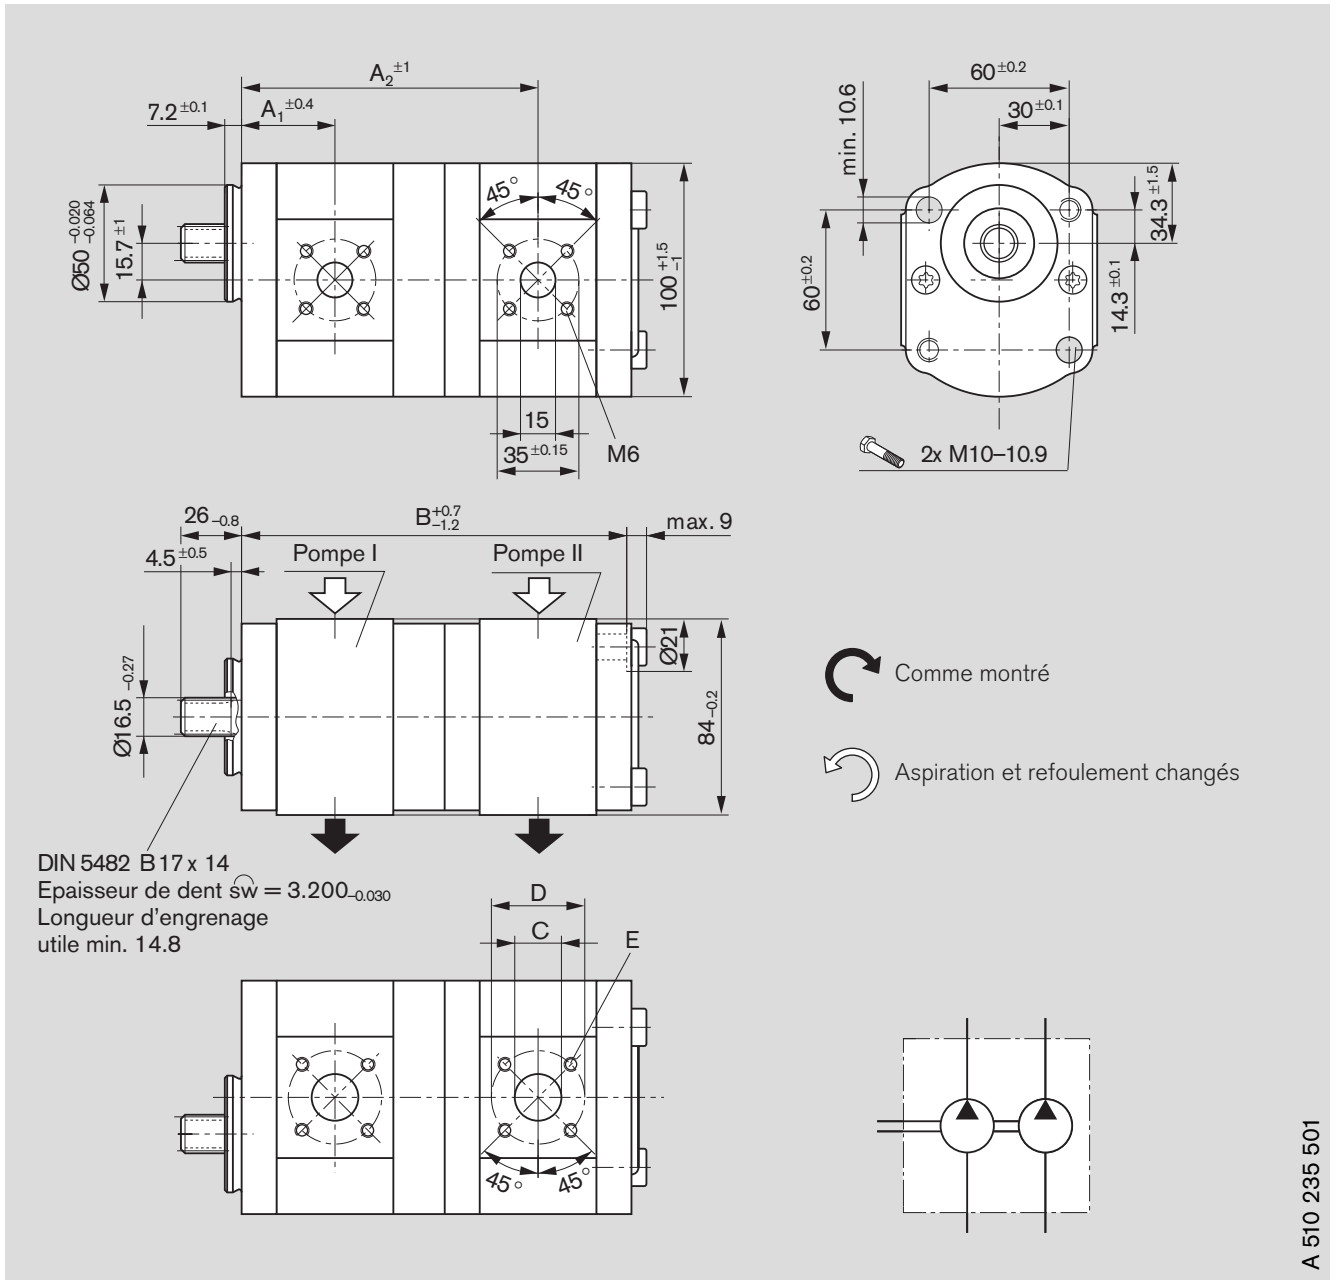 A₂ ±1
7.2 ±0.1
A₁ ±0.4
Ø50 -0.020 -0.064
15.7 ±1
45°
45°
100 +1.5 -1
15
35 ±0.15
M6
60 ±0.2
30 ±0.1
min. 10.6
34.3 ±1.5
60 ±0.2
14.3 ±0.1
2x M10–10.9
26 –0.8
B +0.7 –1.2
max. 9
4.5 ±0.5
Pompe I
Pompe II
Ø21
Ø16.5 –0.27
84 –0.2
Comme montré
Aspiration et refoulement changés
DIN 5482 B 17 x 14
Epaisseur de dent sw = 3.200 –0.030
Longueur d'engrenage
utile min. 14.8
D
C
E
45°
45°
A 510 235 501